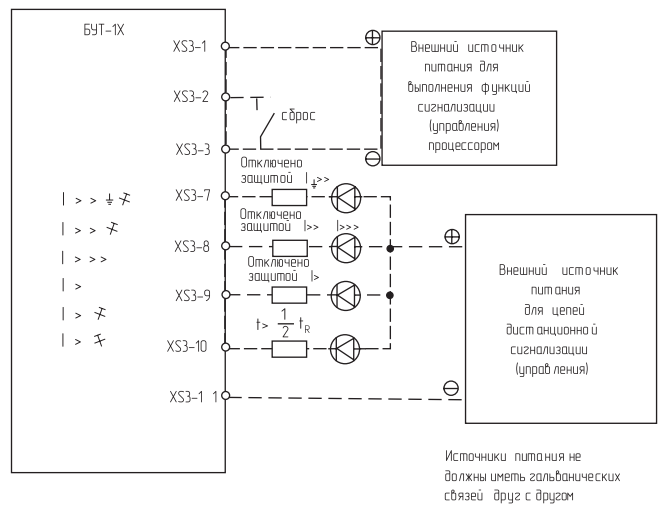 БУТ-1Х
XS3-1
XS3-2
XS3-3
XS3-7
XS3-8
XS3-9
XS3-10
XS3-1 1
| > > ⏚
| > >
| > > >
| >
| >
| >
сброс
Отключено
защитой |⏚>>
Отключено
защитой |>> |>>>
Отключено
защитой |>
t> 1/2 tR
⊕
Внешний источник
питания для
выполнения функций
сигнализации
(управления)
процессором
⊖
⊕
Внешний источник
питания
для цепей
дистанционной
сигнализации
(управления)
⊖
Источники питания не
должны иметь гальванических
связей друг с другом